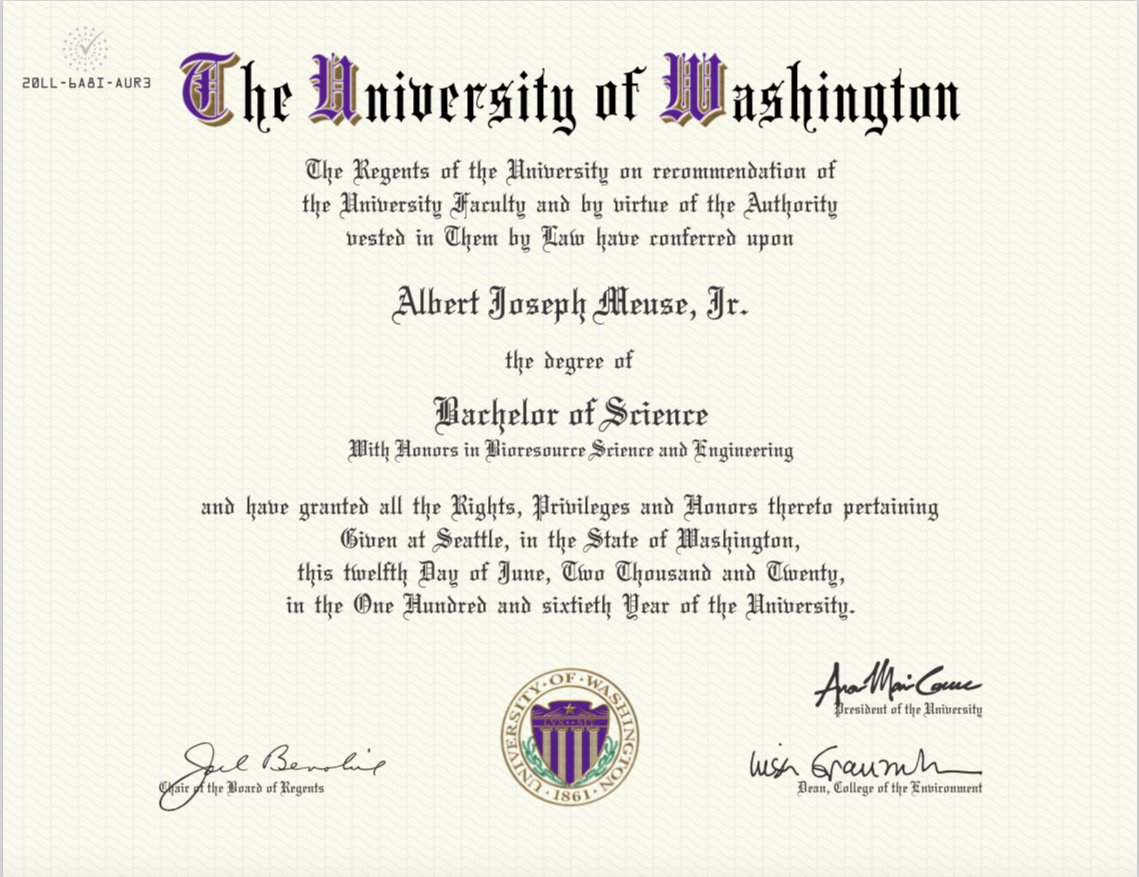 20LL-6A8I-AUR3
The University of Washington
The Regents of the University on recommendation of
the University Faculty and by virtue of the Authority
vested in Them by Law have conferred upon
Albert Joseph Meuse, Jr.
the degree of
Bachelor of Science
With Honors in Bioresource Science and Engineering
and have granted all the Rights, Privileges and Honors thereto pertaining
Given at Seattle, in the State of Washington,
this twelfth Day of June, Two Thousand and Twenty,
in the One Hundred and sixtieth Year of the University.
Ana Mari Cauce
President of the University
UNIVERSITY · OF · WASHINGTON
LUX SIT
· 1861 ·
Joel Benoliel
Chair of the Board of Regents
Lisa Graumlich
Dean, College of the Environment